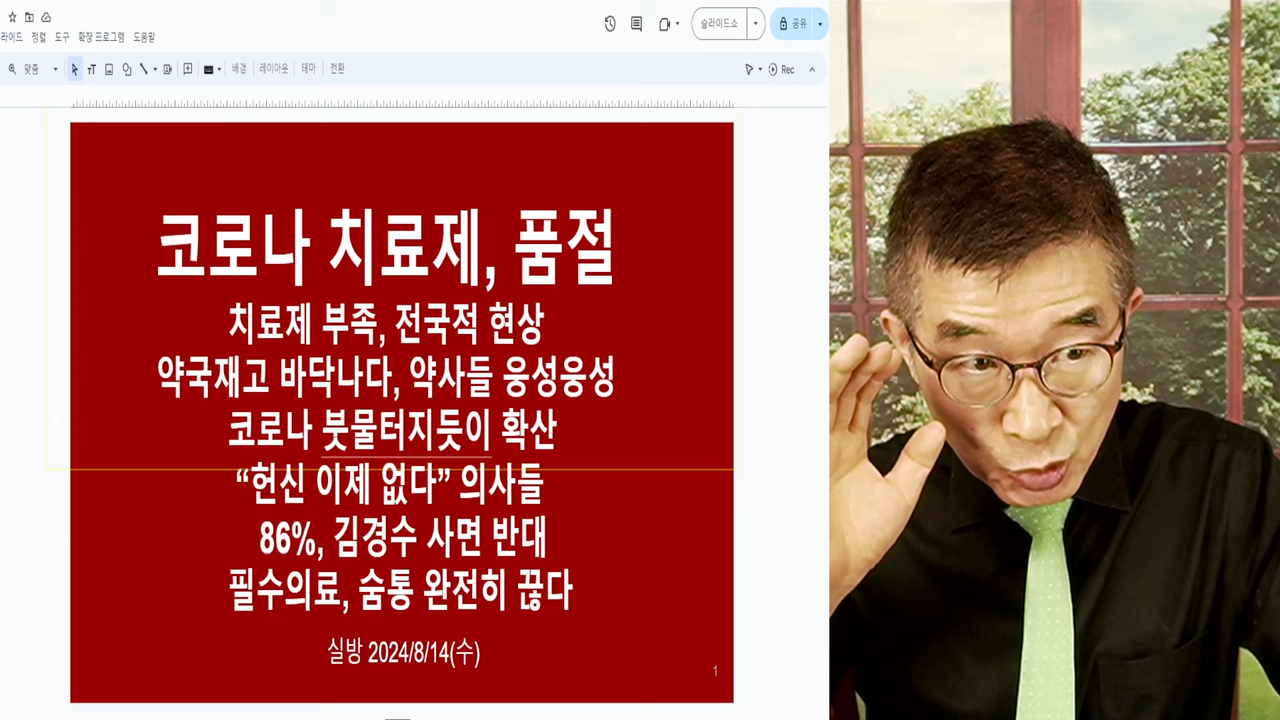 라이드 정렬 도구 확장 프로그램 도움말
슬라이드쇼
공유
맞춤
배경 레이아웃 테마 전환
Rec
코로나 치료제, 품절
치료제 부족, 전국적 현상
약국재고 바닥나다, 약사들 웅성웅성
코로나 붓물터지듯이 확산
“헌신 이제 없다” 의사들
86%, 김경수 사면 반대
필수의료, 숨통 완전히 끊다
실방 2024/8/14(수)
1